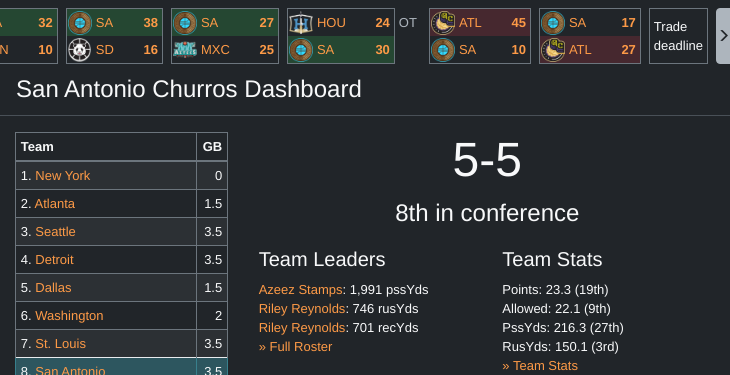 A 32 SA 38 SA 27 HOU 24 OT ATL 45 SA 17 Trade
N 10 SD 16 MXC 25 SA 30 SA 10 ATL 27 deadline
San Antonio Churros Dashboard
Team GB
1. New York 0
2. Atlanta 1.5
3. Seattle 3.5
4. Detroit 3.5
5. Dallas 1.5
6. Washington 2
7. St. Louis 3.5
8. San Antonio 3.5
5-5
8th in conference
Team Leaders
Azeez Stamps: 1,991 pssYds
Riley Reynolds: 746 rusYds
Riley Reynolds: 701 recYds
» Full Roster
Team Stats
Points: 23.3 (19th)
Allowed: 22.1 (9th)
PssYds: 216.3 (27th)
RusYds: 150.1 (3rd)
» Team Stats